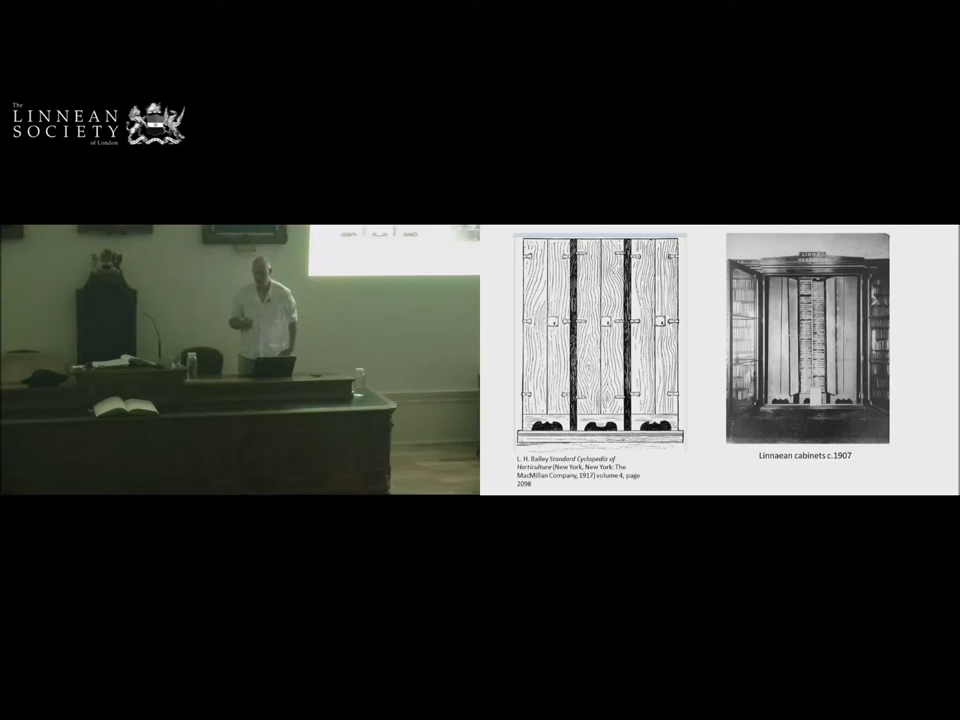 The
LINNEAN
SOCIETY
of London
L. H. Bailey Standard Cyclopedia of
Horticulture (New York, New York: The
MacMillan Company, 1917) volume 4, page
2098
Linnaean cabinets c.1907